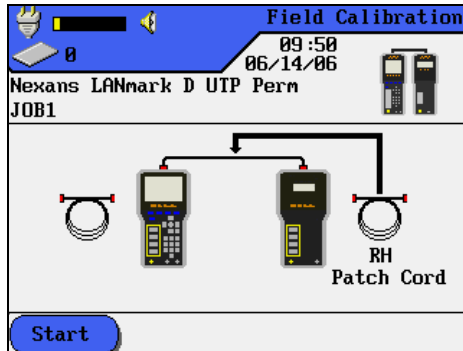 Field Calibration
0
09:50
06/14/06
Nexans LANmark D UTP Perm
JOB1
RH
Patch Cord
Start